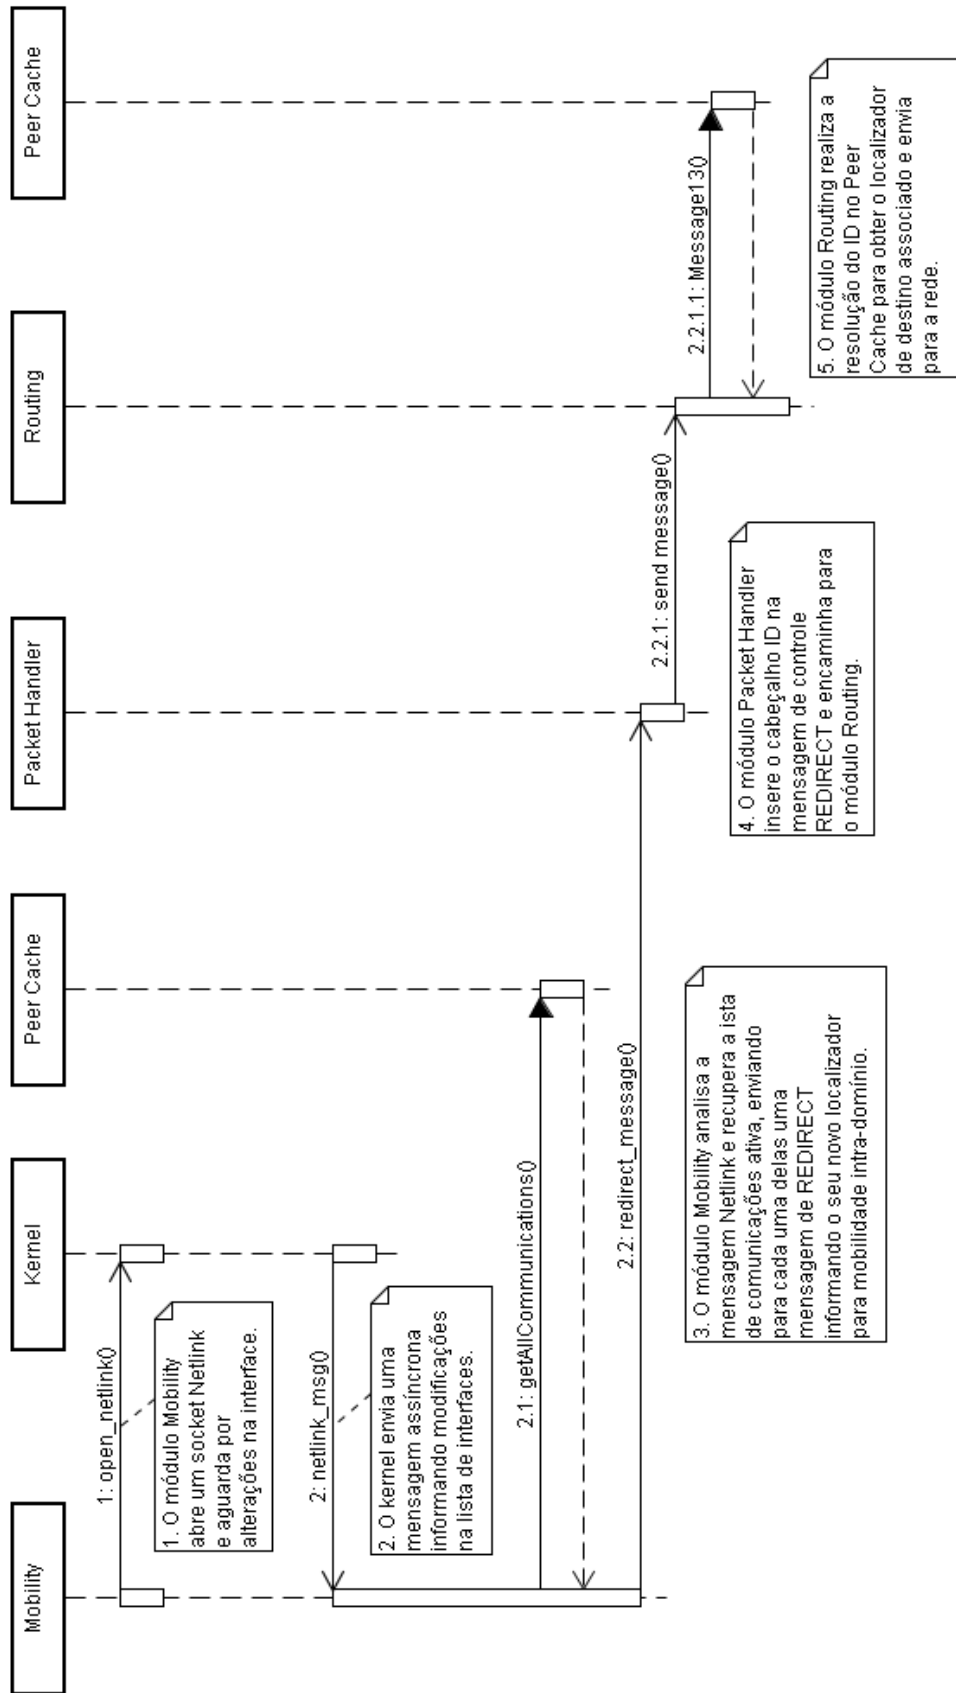 Mobility
Kernel
Peer Cache
Packet Handler
Routing
Peer Cache
1: open_netlink()
1. O módulo Mobility
abre um socket Netlink
e aguarda por
alterações na interface.
2: netlink_msg()
2. O kernel envia uma
mensagem assíncrona
informando modificações
na lista de interfaces.
2.1: getAllCommunications()
2.2: redirect_message()
3. O módulo Mobility analisa a
mensagem Netlink e recupera a ista
de comunicações ativa, enviando
para cada uma delas uma
mensagem de REDIRECT
informando o seu novo localizador
para mobilidade intra-domínio.
2.2.1: send message()
4. O módulo Packet Handler
insere o cabeçalho ID na
mensagem de controle
REDIRECT e encaminha para
o módulo Routing.
2.2.1.1: Message13()
5. O módulo Routing realiza a
resolução do ID no Peer
Cache para obter o localizador
de destino associado e envia
para a rede.